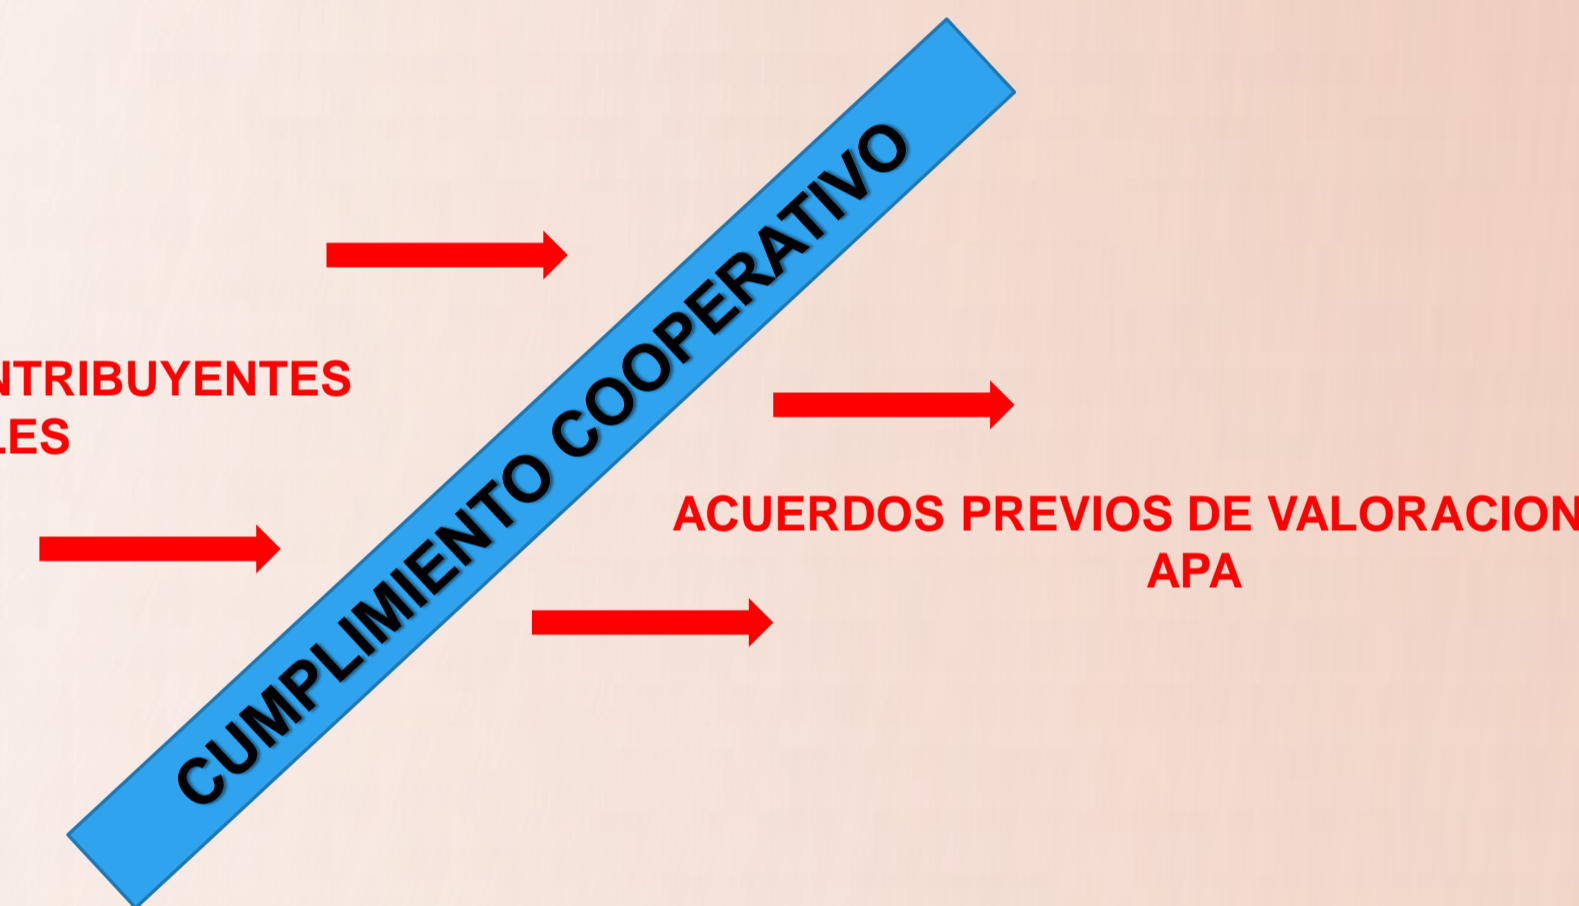 NTRIBUYENTES
LES
CUMPLIMIENTO COOPERATIVO
ACUERDOS PREVIOS DE VALORACION
APA